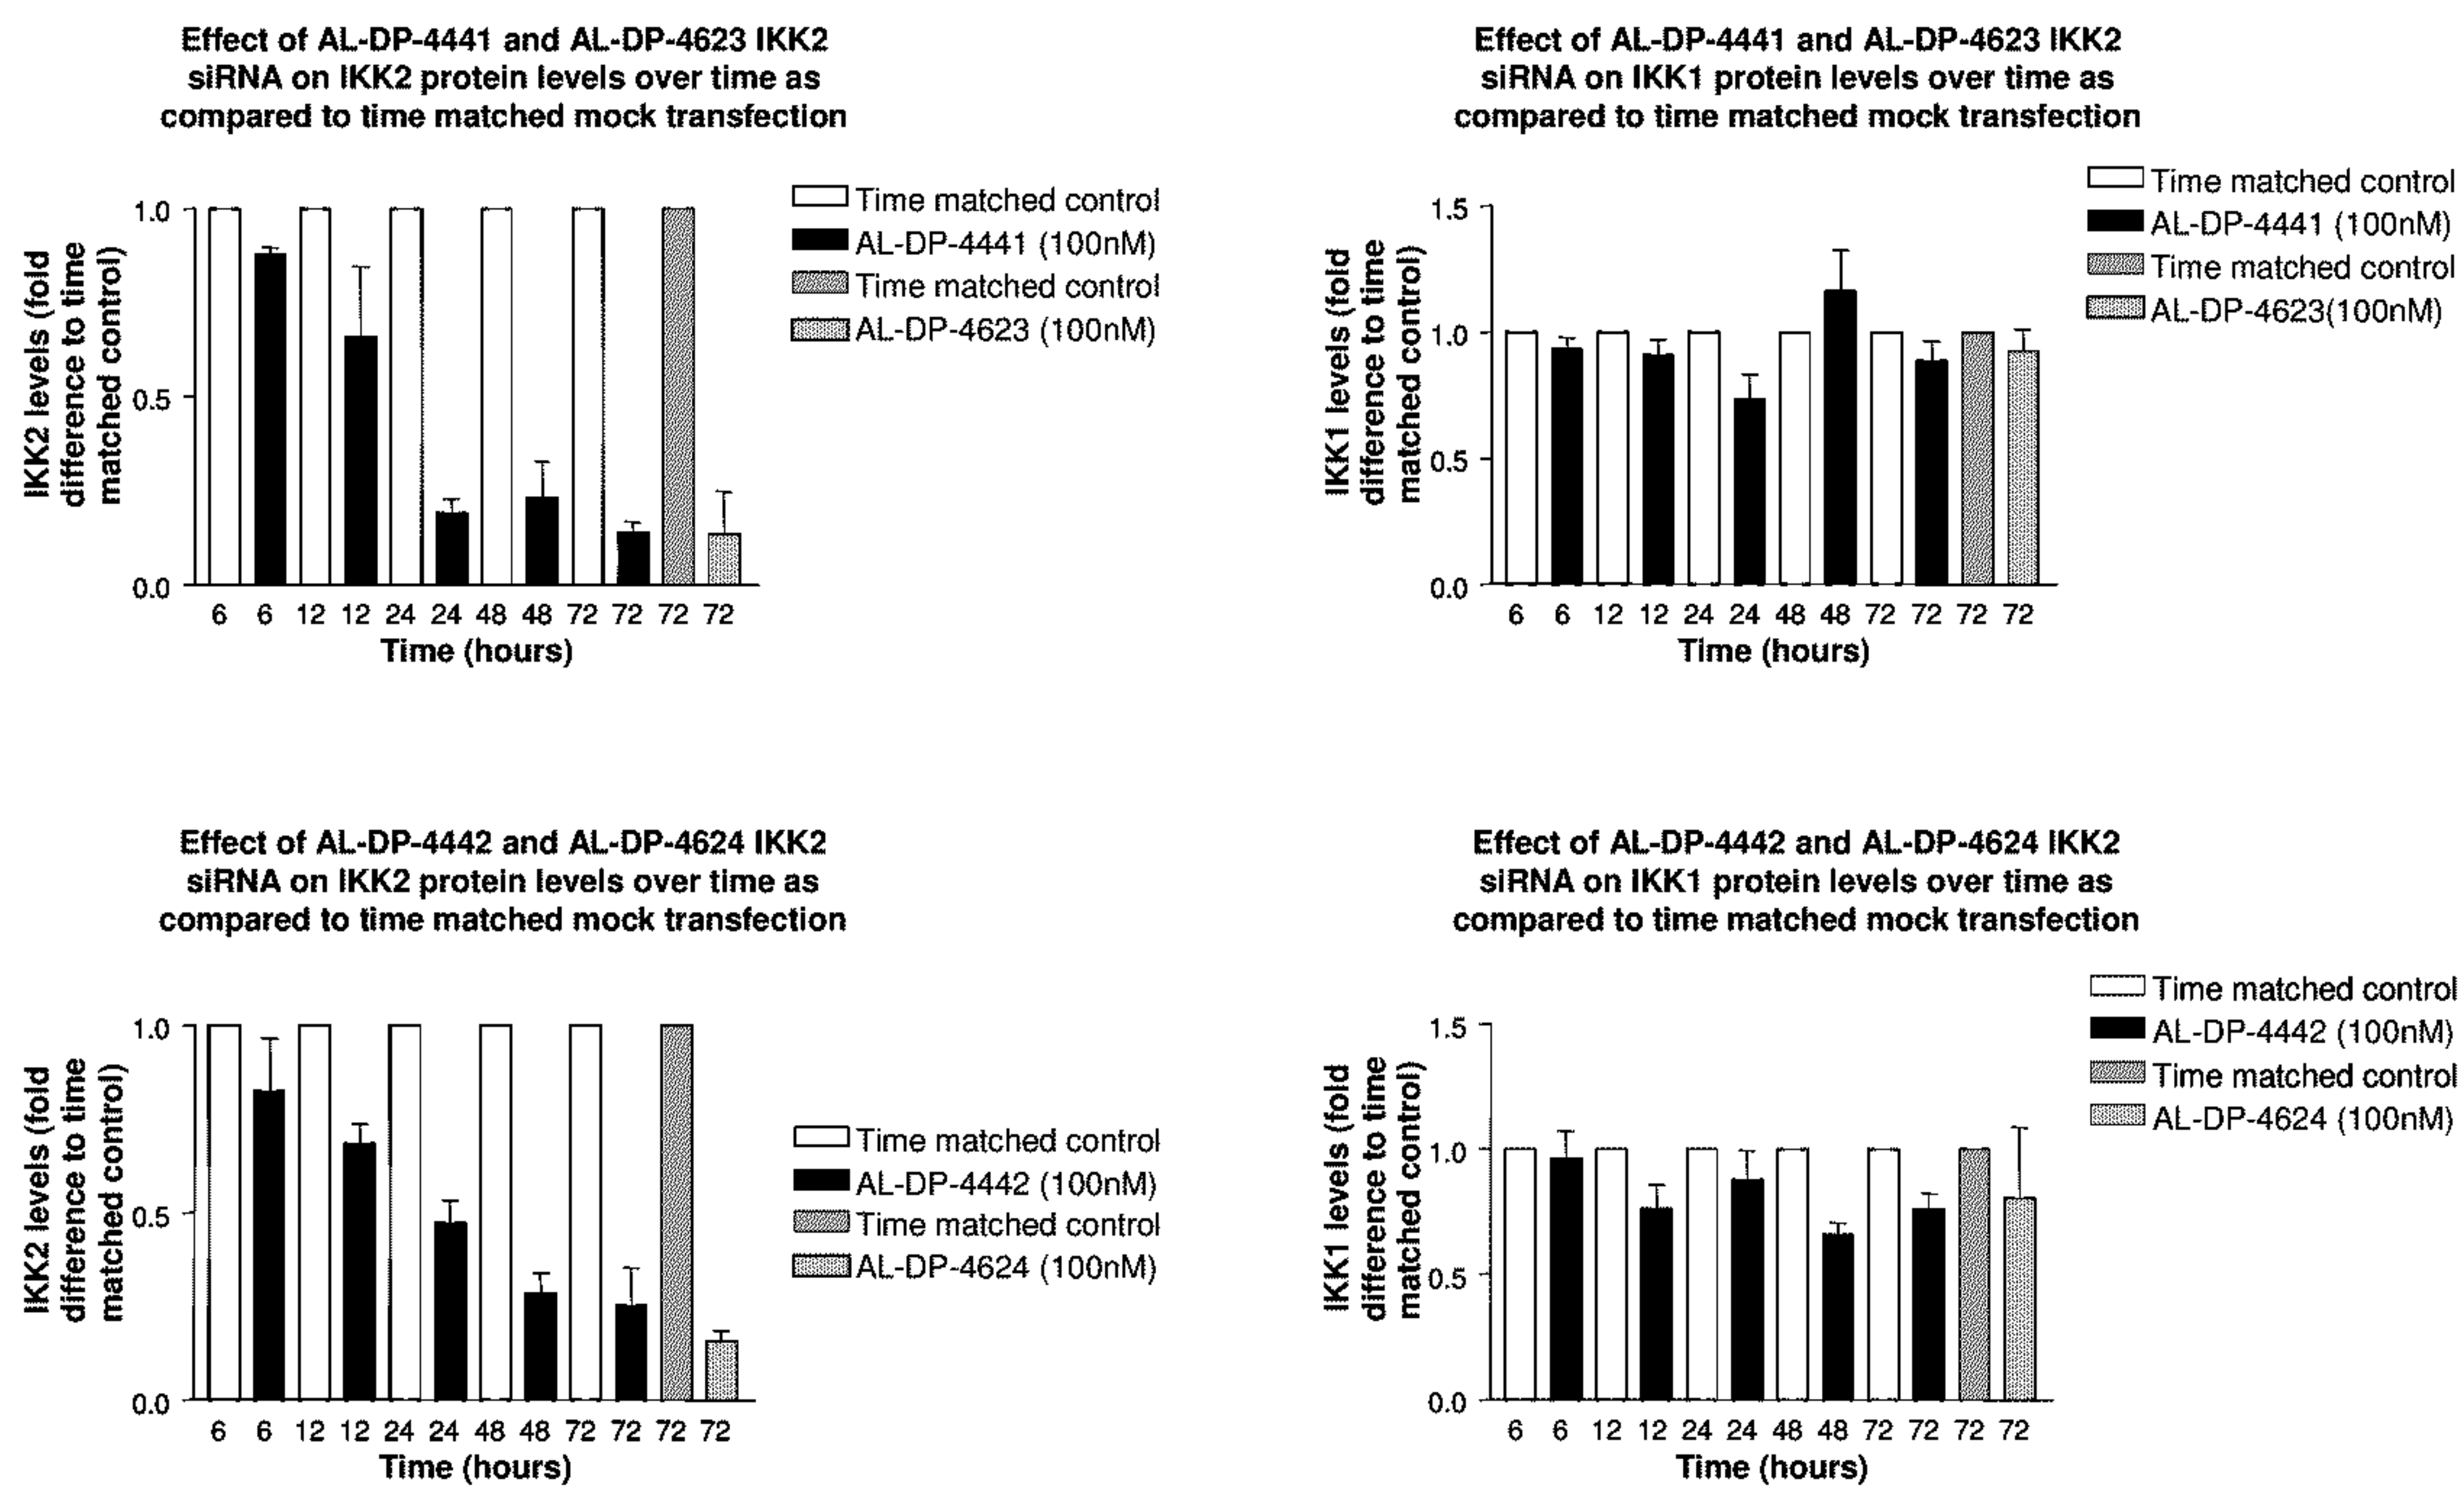 Effect of AL-DP-4441 and AL-DP-4623 IKK2
siRNA on IKK2 protein levels over time as
compared to time matched mock transfection
IKK2 levels (fold
difference to time
matched control)
1.0
0.5
0.0
6 6 12 12 24 24 48 48 72 72 72 72
Time (hours)
Time matched control
AL-DP-4441 (100nM)
Time matched control
AL-DP-4623 (100nM)
Effect of AL-DP-4441 and AL-DP-4623 IKK2
siRNA on IKK1 protein levels over time as
compared to time matched mock transfection
IKK1 levels (fold
difference to time
matched control)
1.5
1.0
0.5
0.0
6 6 12 12 24 24 48 48 72 72 72 72
Time (hours)
Time matched control
AL-DP-4441 (100nM)
Time matched control
AL-DP-4623(100nM)
Effect of AL-DP-4442 and AL-DP-4624 IKK2
siRNA on IKK2 protein levels over time as
compared to time matched mock transfection
IKK2 levels (fold
difference to time
matched control)
1.0
0.5
0.0
6 6 12 12 24 24 48 48 72 72 72 72
Time (hours)
Time matched control
AL-DP-4442 (100nM)
Time matched control
AL-DP-4624 (100nM)
Effect of AL-DP-4442 and AL-DP-4624 IKK2
siRNA on IKK1 protein levels over time as
compared to time matched mock transfection
IKK1 levels (fold
difference to time
matched control)
1.5
1.0
0.5
0.0
6 6 12 12 24 24 48 48 72 72 72 72
Time (hours)
Time matched control
AL-DP-4442 (100nM)
Time matched control
AL-DP-4624 (100nM)